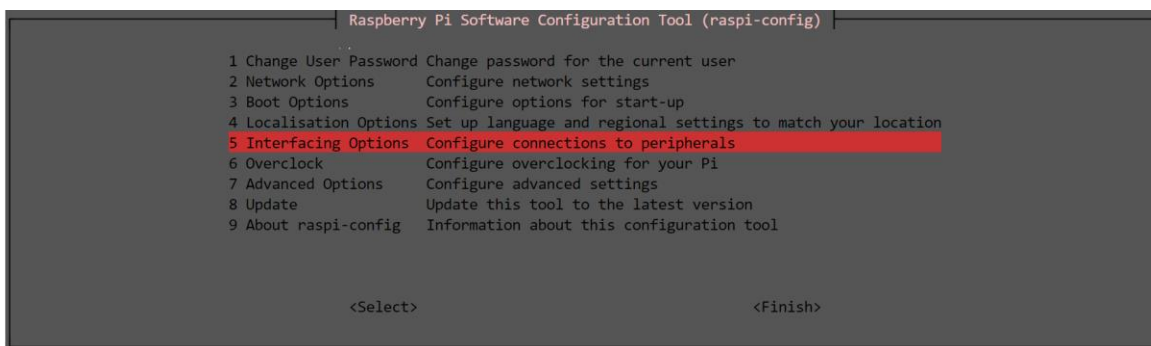 Raspberry Pi Software Configuration Tool (raspi-config)
1 Change User Password Change password for the current user
2 Network Options Configure network settings
3 Boot Options Configure options for start-up
4 Localisation Options Set up language and regional settings to match your location
5 Interfacing Options Configure connections to peripherals
6 Overclock Configure overclocking for your Pi
7 Advanced Options Configure advanced settings
8 Update Update this tool to the latest version
9 About raspi-config Information about this configuration tool
<Select> <Finish>